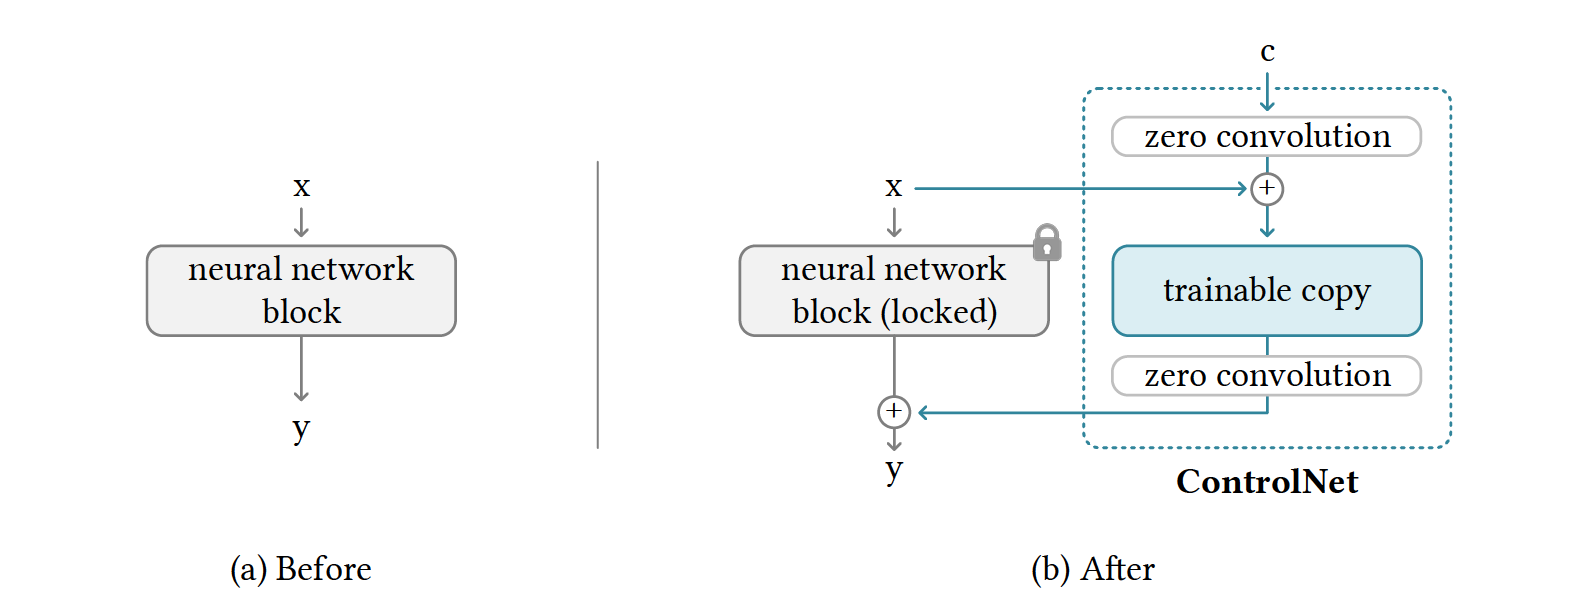 x
neural network
block
y
(a) Before
c
zero convolution
x
+
neural network
block (locked)
trainable copy
zero convolution
+
y
ControlNet
(b) After